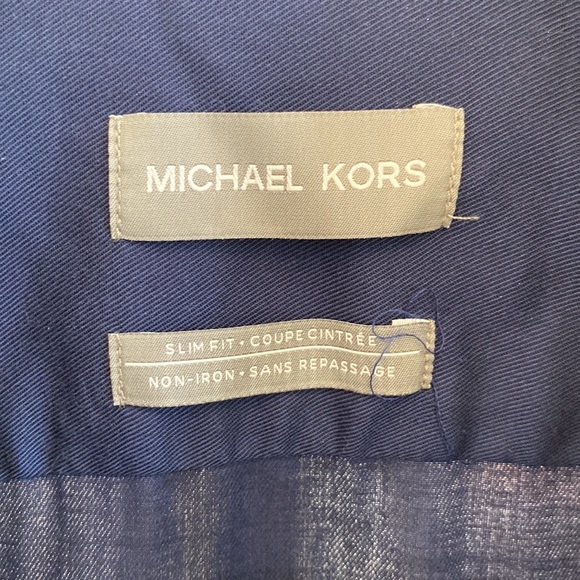 MICHAEL KORS
SLIM FIT • COUPE CINTRÉE
NON-IRON • SANS REPASSAGE